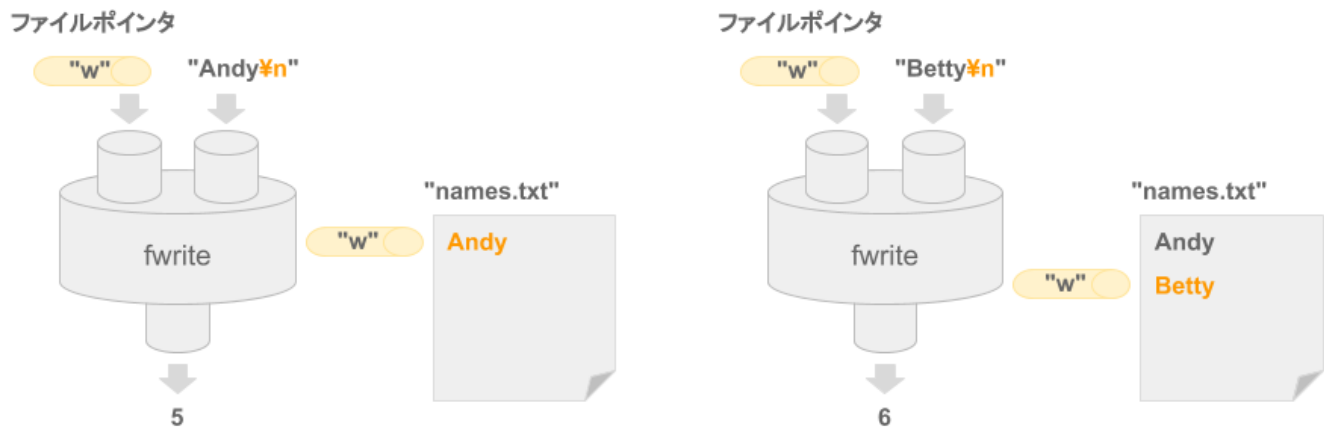 ファイルポインタ
"w"
"Andy¥n"
fwrite
"w"
"names.txt"
Andy
5
ファイルポインタ
"w"
"Betty¥n"
fwrite
"w"
"names.txt"
Andy
Betty
6